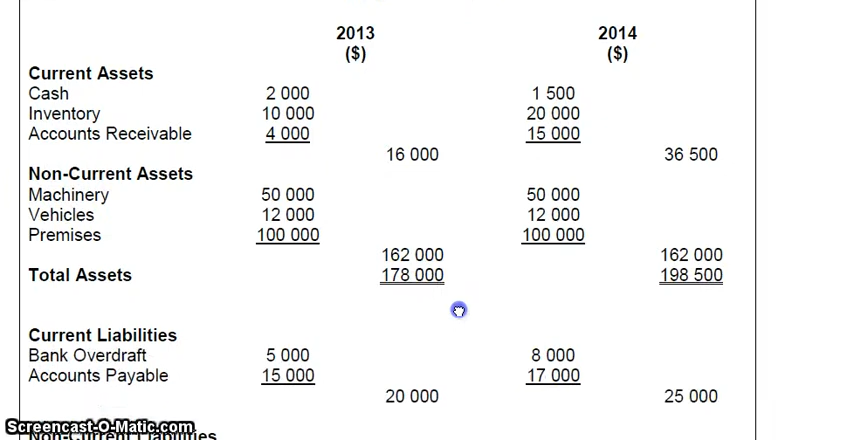 2013 2014
($) ($)
Current Assets
Cash 2 000 1 500
Inventory 10 000 20 000
Accounts Receivable 4 000 15 000
16 000 36 500
Non-Current Assets
Machinery 50 000 50 000
Vehicles 12 000 12 000
Premises 100 000 100 000
162 000 162 000
Total Assets 178 000 198 500
Current Liabilities
Bank Overdraft 5 000 8 000
Accounts Payable 15 000 17 000
20 000 25 000
Screencast-O-Matic.com
Non-Current Liabilities